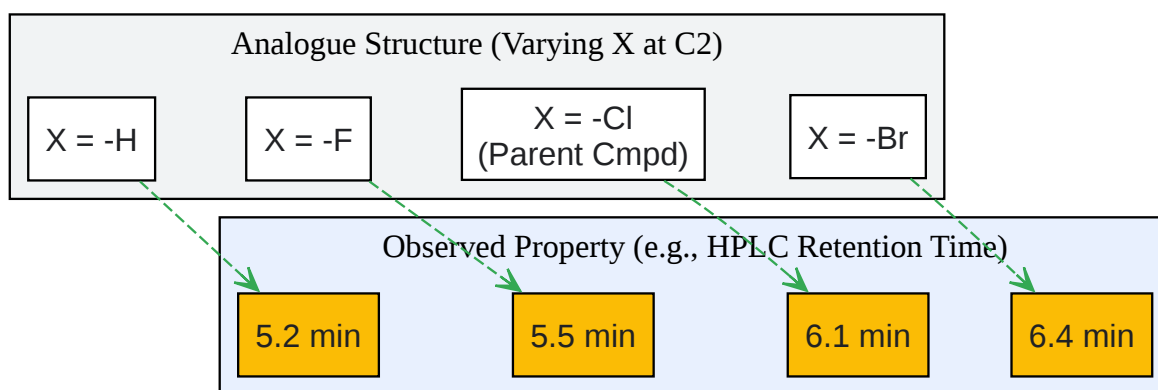 Analogue Structure (Varying X at C2)
X = -H
X = -F
X = -Cl
(Parent Cmpd)
X = -Br
Observed Property (e.g., HPLC Retention Time)
5.2 min
5.5 min
6.1 min
6.4 min